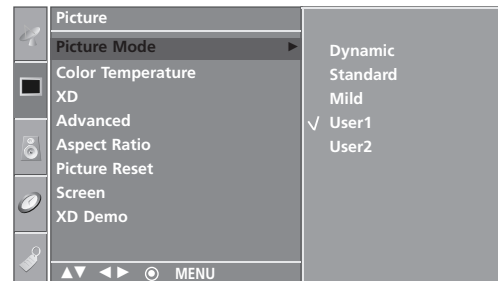 Picture
Picture Mode ►
Color Temperature
XD
Advanced
Aspect Ratio
Picture Reset
Screen
XD Demo
▲▼ ◄► MENU
Dynamic
Standard
Mild
√ User1
User2